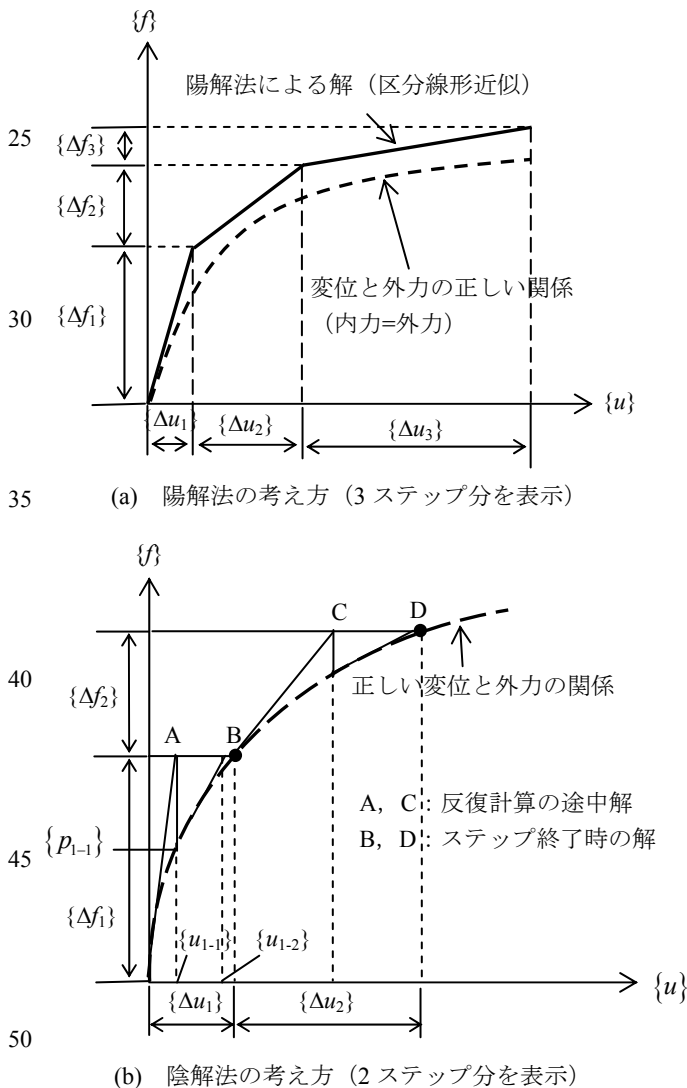 {f}
陽解法による解（区分線形近似）
25
{Δf3}
{Δf2}
変位と外力の正しい関係
30
{Δf1}
（内力=外力）
{u}
{Δu1}
{Δu2}
{Δu3}
35
(a) 陽解法の考え方（3 ステップ分を表示）
{f}
C
D
40
正しい変位と外力の関係
{Δf2}
A
B
A，C：反復計算の途中解
B，D：ステップ終了時の解
{p1–1}
45
{Δf1}
{u1-1}
{u1-2}
{u}
{Δu1}
{Δu2}
50
(b) 陰解法の考え方（2 ステップ分を表示）